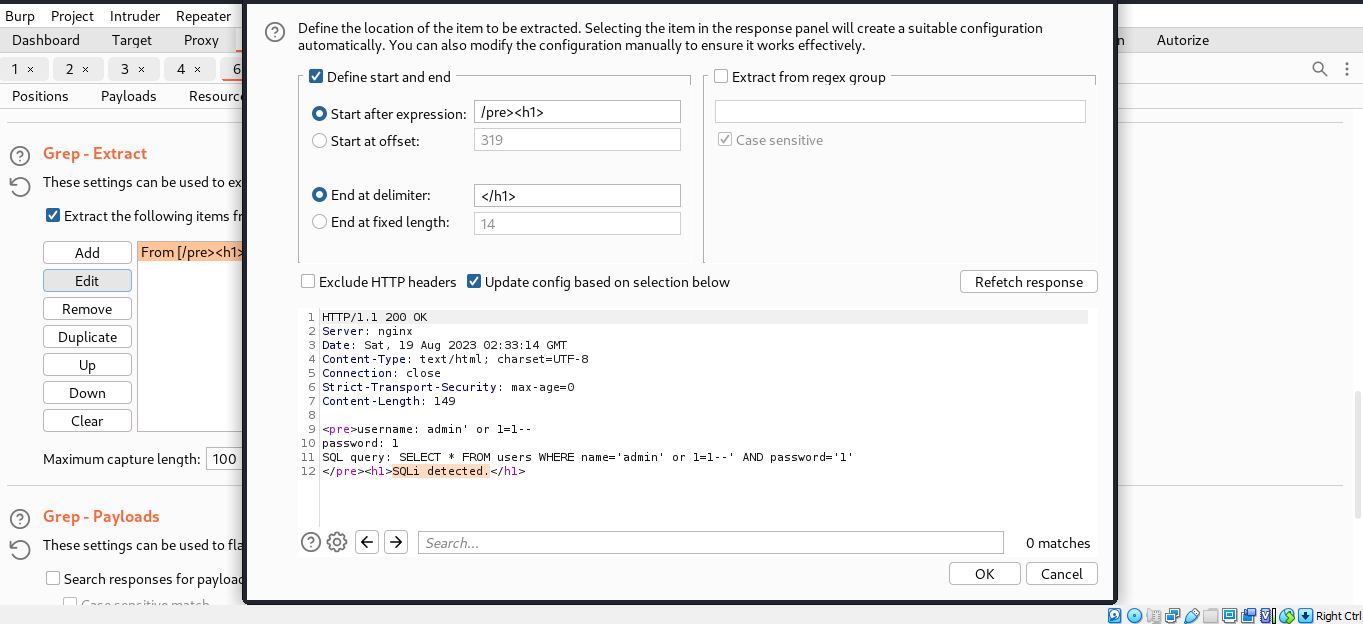 Burp Project Intruder Repeater
Dashboard Target Proxy
Autorize
1 × 2 × 3 × 4 × 6
Positions Payloads Resourc
Grep - Extract
These settings can be used to ex
Extract the following items fr
Add
Edit
Remove
Duplicate
Up
Down
Clear
From [/pre><h1>
Maximum capture length: 100
Grep - Payloads
These settings can be used to fla
Search responses for payload
Case sensitive match
Define the location of the item to be extracted. Selecting the item in the response panel will create a suitable configuration
automatically. You can also modify the configuration manually to ensure it works effectively.
Define start and end
Start after expression: /pre><h1>
Start at offset: 319
End at delimiter: </h1>
End at fixed length: 14
Extract from regex group
Case sensitive
Exclude HTTP headers Update config based on selection below Refetch response
1 HTTP/1.1 200 OK
2 Server: nginx
3 Date: Sat, 19 Aug 2023 02:33:14 GMT
4 Content-Type: text/html; charset=UTF-8
5 Connection: close
6 Strict-Transport-Security: max-age=0
7 Content-Length: 149
8
9 <pre>username: admin' or 1=1--
10 password: 1
11 SQL query: SELECT * FROM users WHERE name='admin' or 1=1--' AND password='1'
12 </pre><h1>SQLi detected.</h1>
Search... 0 matches
OK Cancel
Right Ctrl